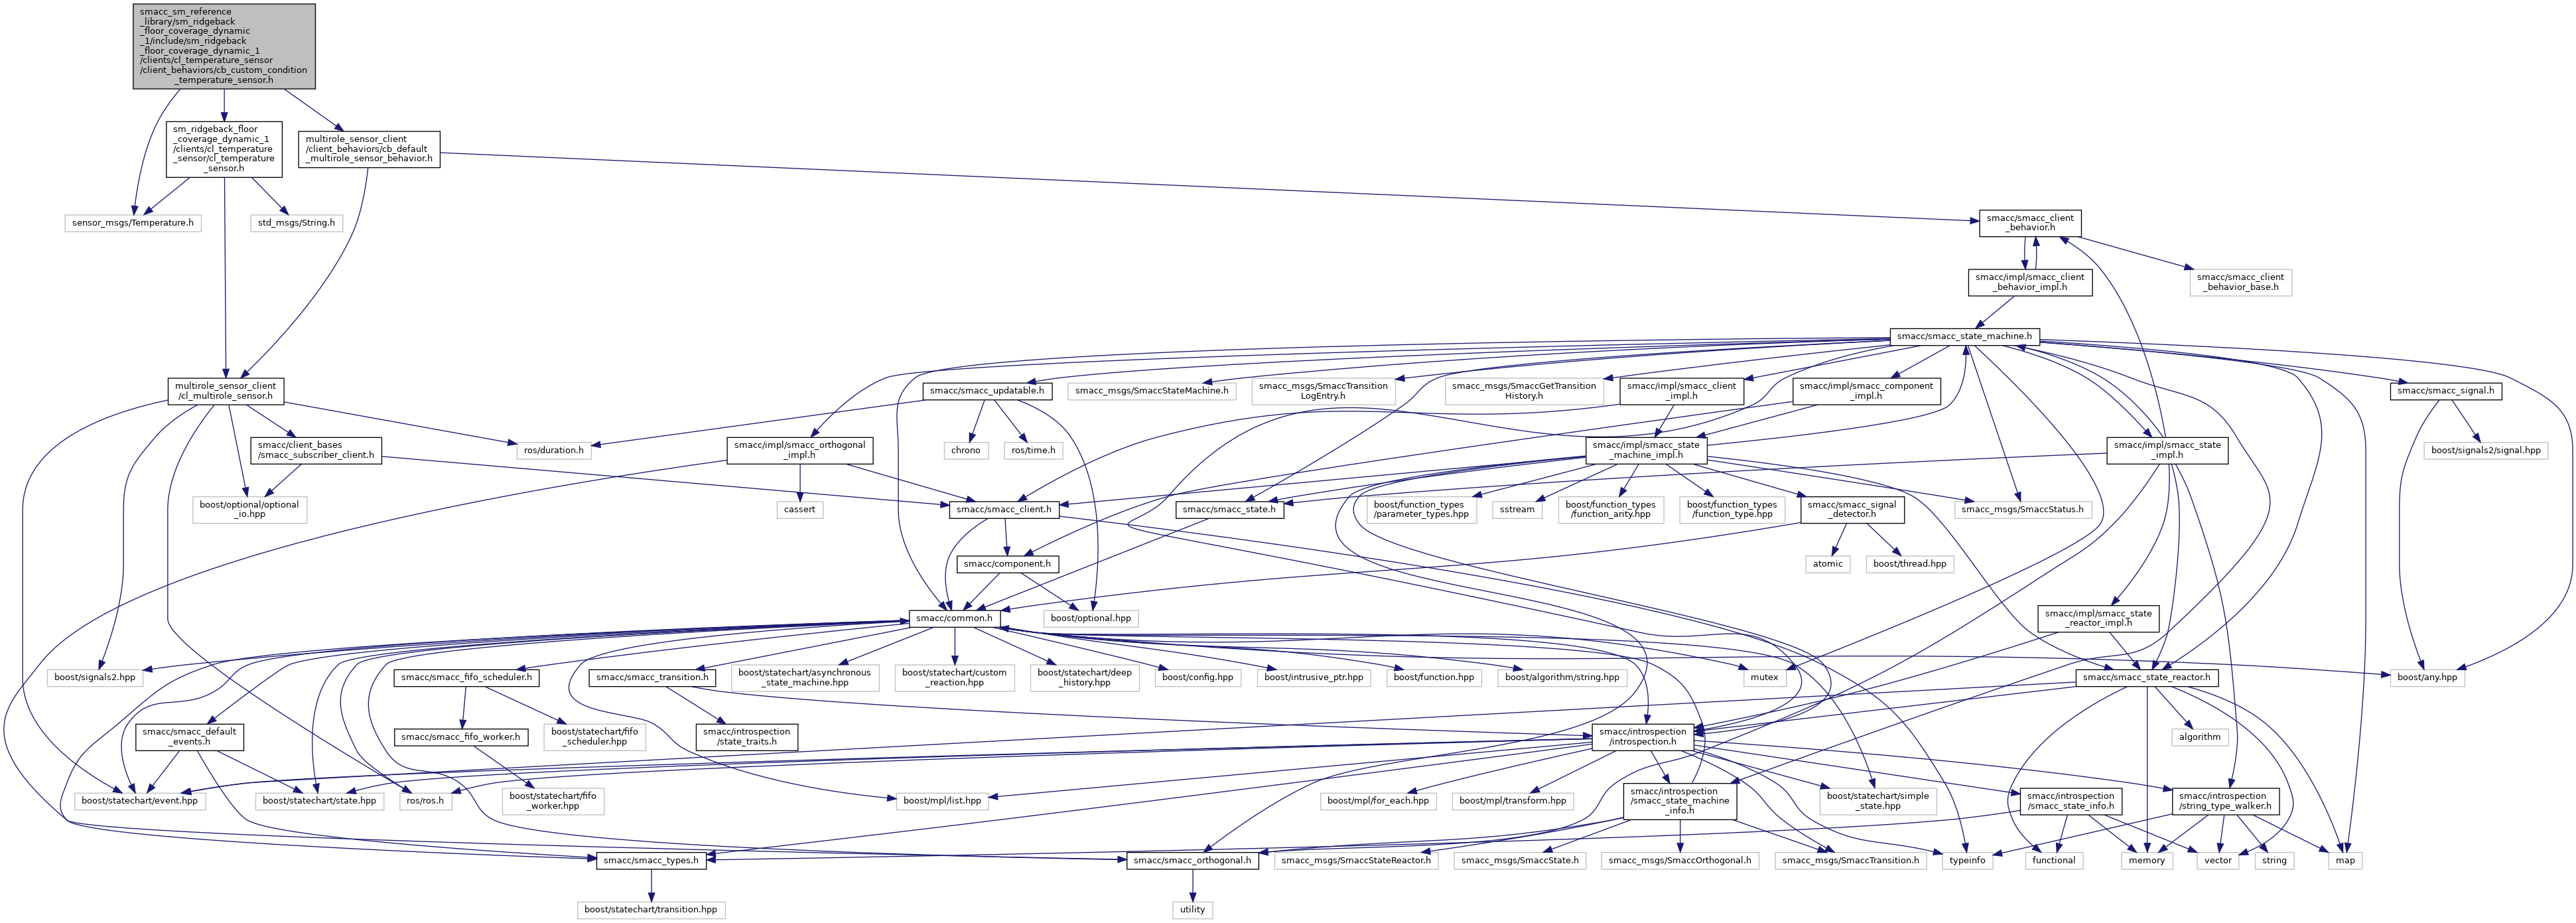 smacc_sm_reference
_library/sm_ridgeback
_floor_coverage_dynamic
_1/include/sm_ridgeback
_floor_coverage_dynamic_1
/clients/cl_temperature_sensor
/client_behaviors/cb_custom_condition
_temperature_sensor.h
sm_ridgeback_floor
_coverage_dynamic_1
/clients/cl_temperature
_sensor/cl_temperature
_sensor.h
multirole_sensor_client
/client_behaviors/cb_default
_multirole_sensor_behavior.h
sensor_msgs/Temperature.h
std_msgs/String.h
smacc/smacc_client
_behavior.h
smacc/impl/smacc_client
_behavior_impl.h
smacc/smacc_client
_behavior_base.h
smacc/smacc_state_machine.h
multirole_sensor_client
/cl_multirole_sensor.h
smacc/smacc_updatable.h
smacc_msgs/SmaccStateMachine.h
smacc_msgs/SmaccTransition
LogEntry.h
smacc_msgs/SmaccGetTransition
History.h
smacc/impl/smacc_client
_impl.h
smacc/impl/smacc_component
_impl.h
smacc/smacc_signal.h
smacc/client_bases
/smacc_subscriber_client.h
ros/duration.h
smacc/impl/smacc_orthogonal
_impl.h
chrono
ros/time.h
smacc/impl/smacc_state
_machine_impl.h
smacc/impl/smacc_state
_impl.h
boost/signals2/signal.hpp
boost/optional/optional
_io.hpp
cassert
smacc/smacc_client.h
smacc/smacc_state.h
boost/function_types
/parameter_types.hpp
sstream
boost/function_types
/function_arity.hpp
boost/function_types
/function_type.hpp
smacc/smacc_signal
_detector.h
smacc_msgs/SmaccStatus.h
smacc/component.h
atomic
boost/thread.hpp
smacc/common.h
boost/optional.hpp
smacc/impl/smacc_state
_reactor_impl.h
boost/signals2.hpp
smacc/smacc_fifo_scheduler.h
smacc/smacc_transition.h
boost/statechart/asynchronous
_state_machine.hpp
boost/statechart/custom
_reaction.hpp
boost/statechart/deep
_history.hpp
boost/config.hpp
boost/intrusive_ptr.hpp
boost/function.hpp
boost/algorithm/string.hpp
mutex
smacc/smacc_state_reactor.h
boost/any.hpp
smacc/smacc_default
_events.h
smacc/smacc_fifo_worker.h
boost/statechart/fifo
_scheduler.hpp
smacc/introspection
/state_traits.h
smacc/introspection
/introspection.h
algorithm
boost/statechart/event.hpp
boost/statechart/state.hpp
ros/ros.h
boost/statechart/fifo
_worker.hpp
boost/mpl/list.hpp
boost/mpl/for_each.hpp
boost/mpl/transform.hpp
smacc/introspection
/smacc_state_machine
_info.h
boost/statechart/simple
_state.hpp
smacc/introspection
/smacc_state_info.h
smacc/introspection
/string_type_walker.h
smacc/smacc_types.h
smacc/smacc_orthogonal.h
smacc_msgs/SmaccStateReactor.h
smacc_msgs/SmaccState.h
smacc_msgs/SmaccOrthogonal.h
smacc_msgs/SmaccTransition.h
typeinfo
functional
memory
vector
string
map
boost/statechart/transition.hpp
utility